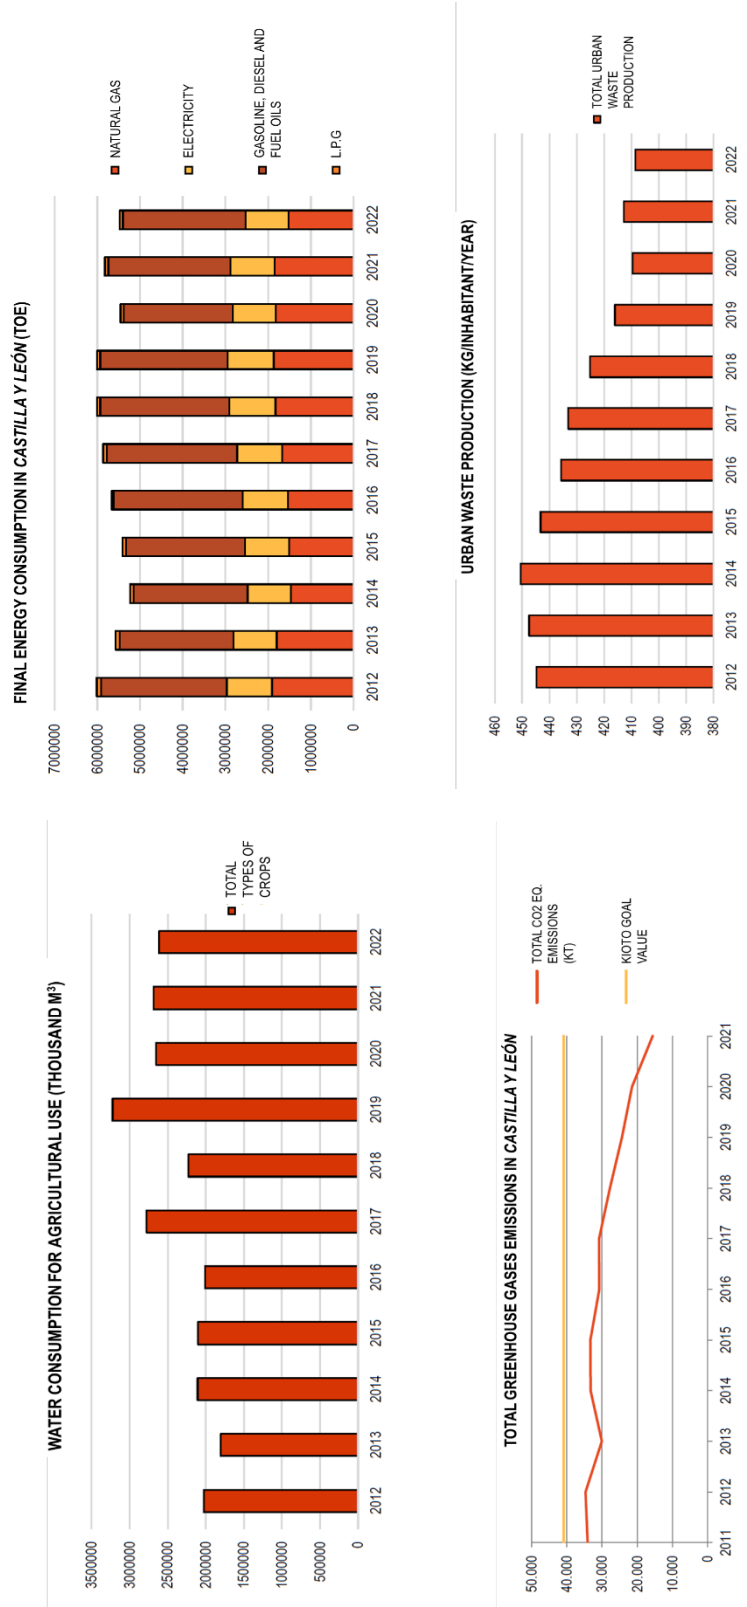 WATER CONSUMPTION FOR AGRICULTURAL USE (THOUSAND M³)
3500000
3000000
2500000
2000000
1500000
1000000
500000
0
2012 2013 2014 2015 2016 2017 2018 2019 2020 2021 2022
TOTAL
TYPES OF
CROPS
FINAL ENERGY CONSUMPTION IN CASTILLA Y LEÓN (TOE)
7000000
6000000
5000000
4000000
3000000
2000000
1000000
0
2012 2013 2014 2015 2016 2017 2018 2019 2020 2021 2022
NATURAL GAS
ELECTRICITY
GASOLINE, DIESEL AND
FUEL OILS
L.P.G
TOTAL GREENHOUSE GASES EMISSIONS IN CASTILLA Y LEÓN
50.000
40.000
30.000
20.000
10.000
0
2011 2012 2013 2014 2015 2016 2017 2018 2019 2020 2021
TOTAL CO2 EQ.
EMISSIONS
(KT)
KIOTO GOAL
VALUE
URBAN WASTE PRODUCTION (KG/INHABITANT/YEAR)
460
450
440
430
420
410
400
390
380
2012 2013 2014 2015 2016 2017 2018 2019 2020 2021 2022
TOTAL URBAN
WASTE
PRODUCTION